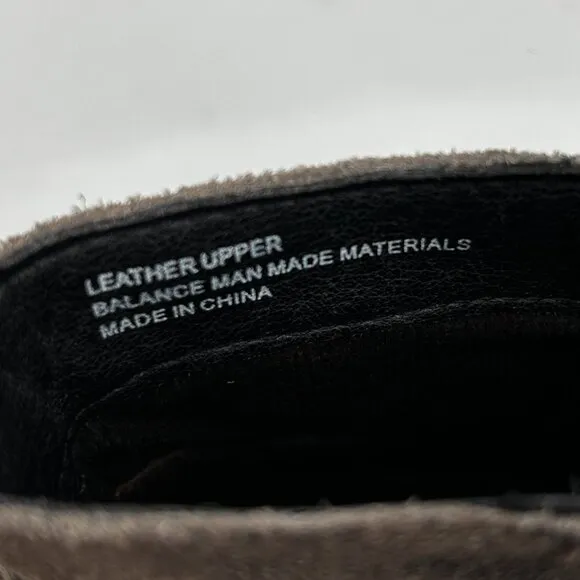 LEATHER UPPER
BALANCE MAN MADE MATERIALS
MADE IN CHINA